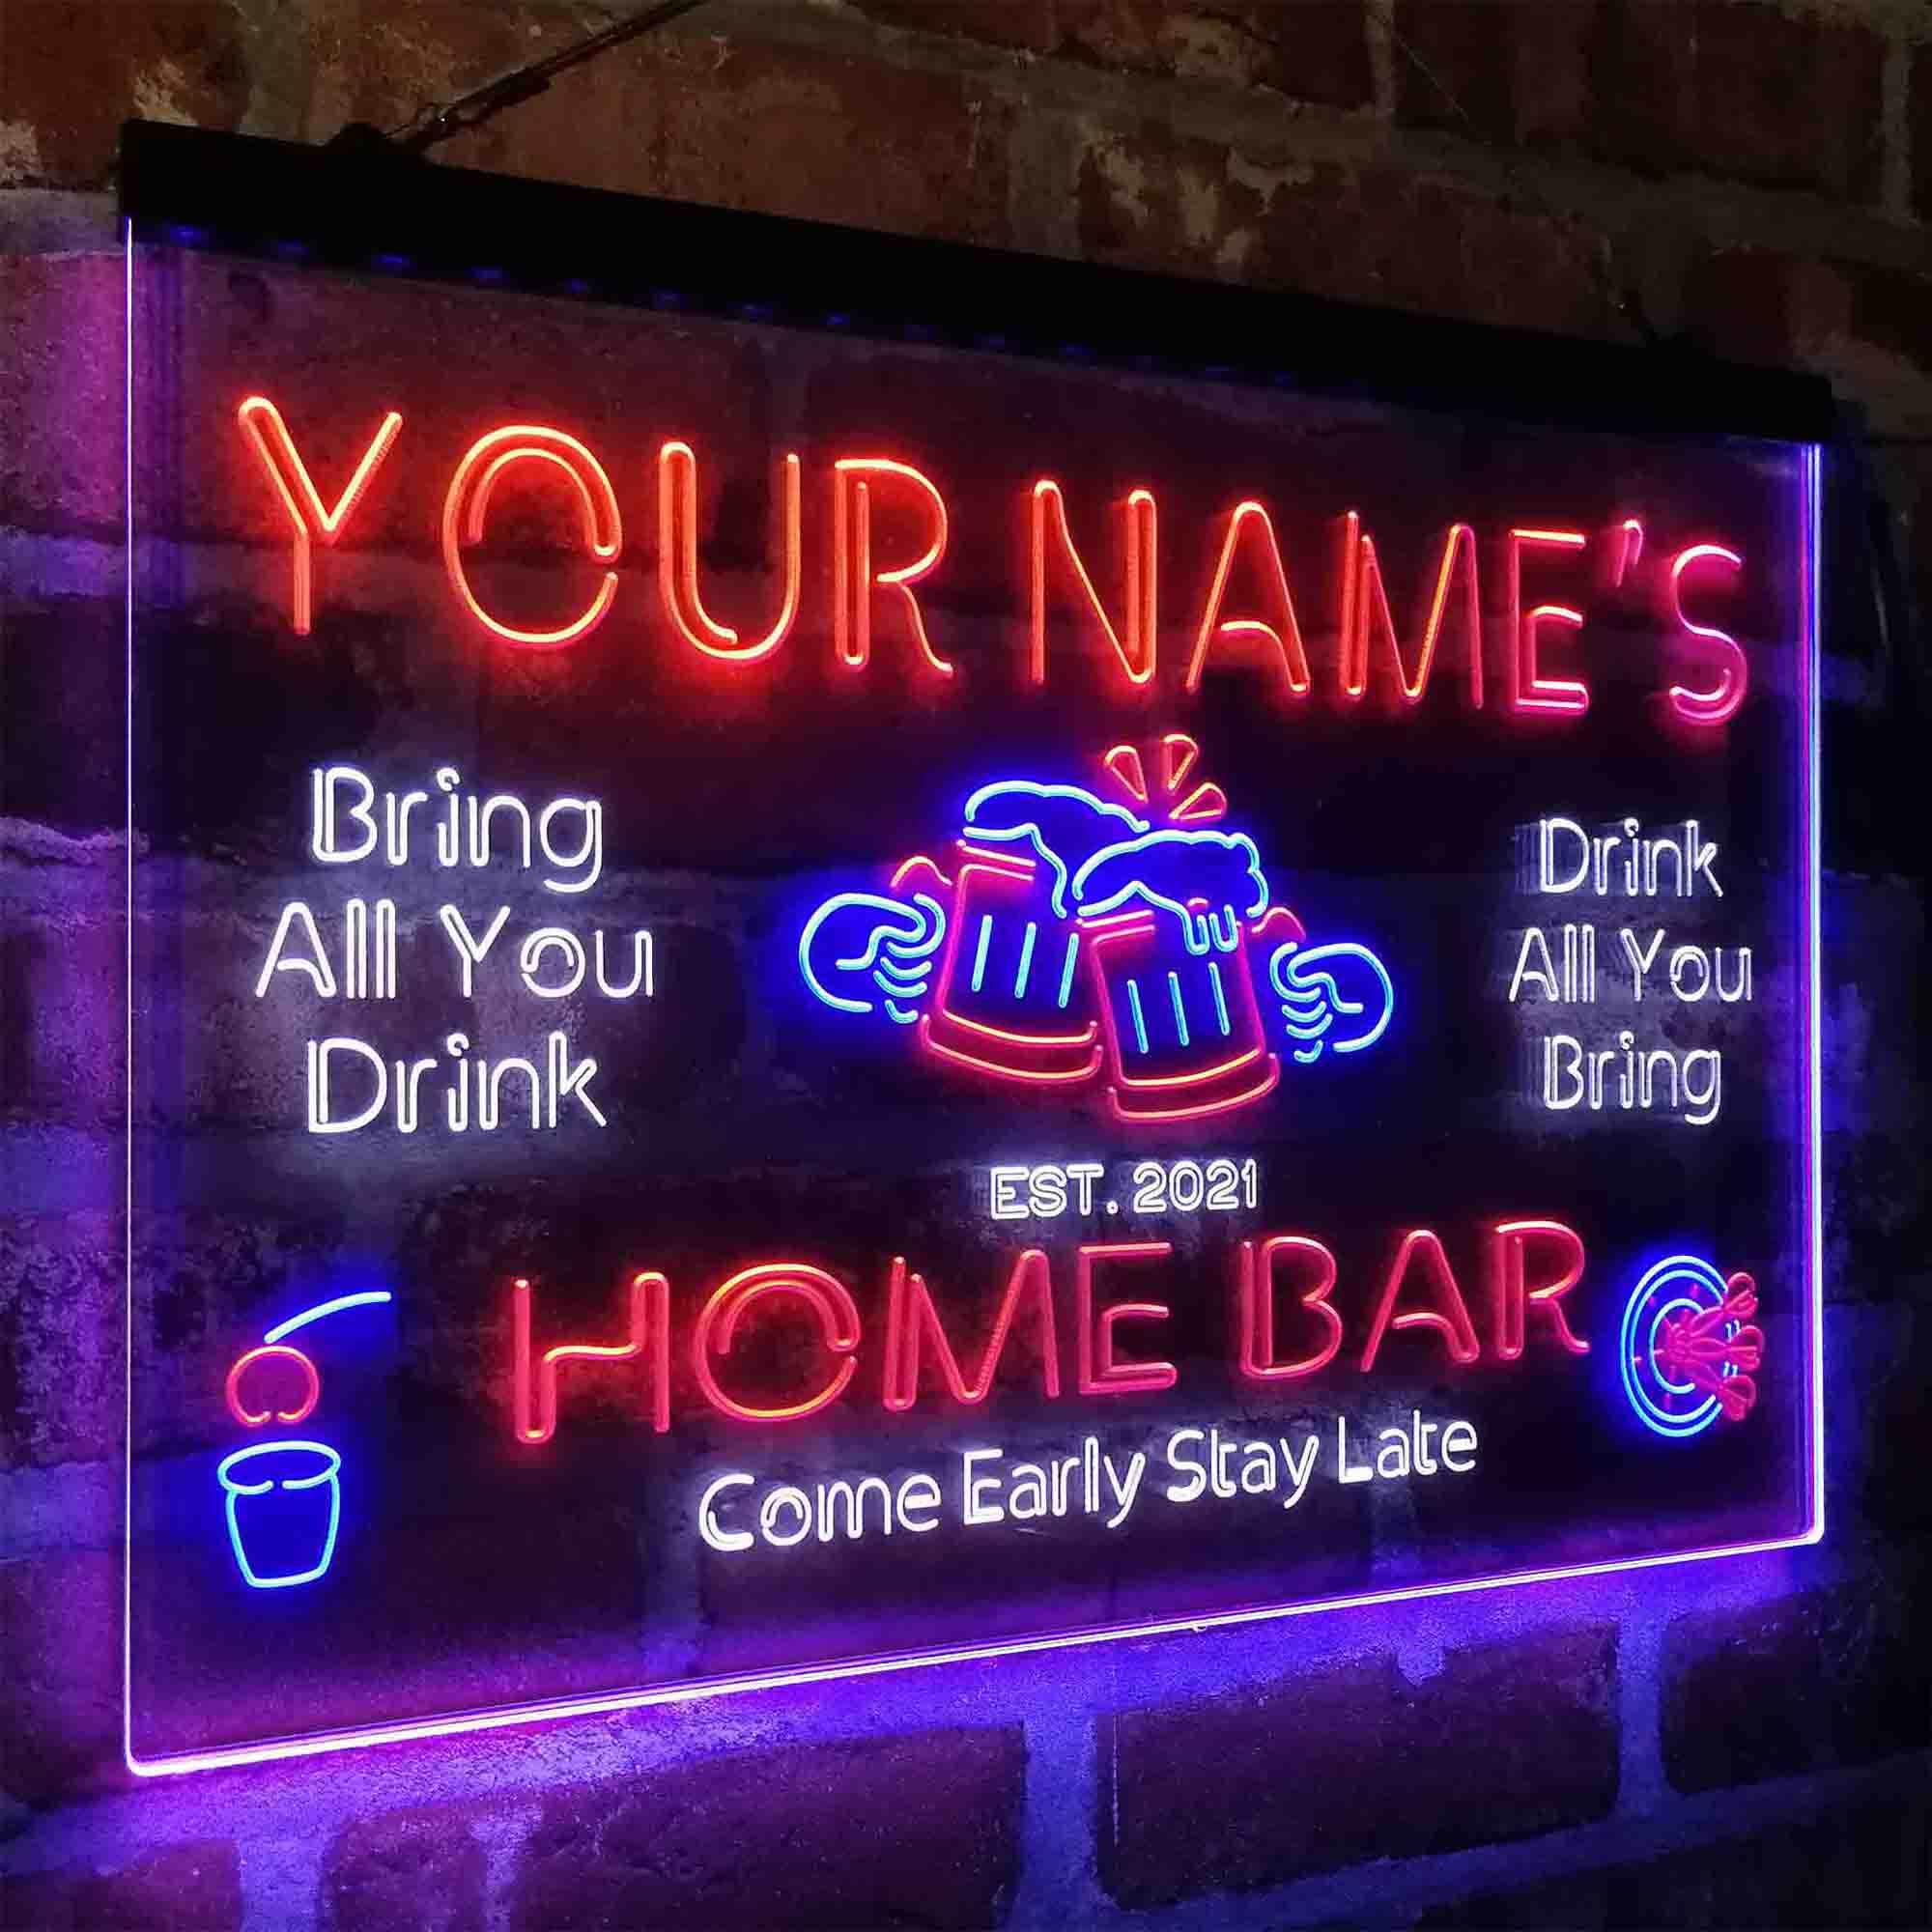 YOUR NAME'S
Bring
All You
Drink
Drink
All You
Bring
EST. 2021
HOME BAR
Come Early Stay Late